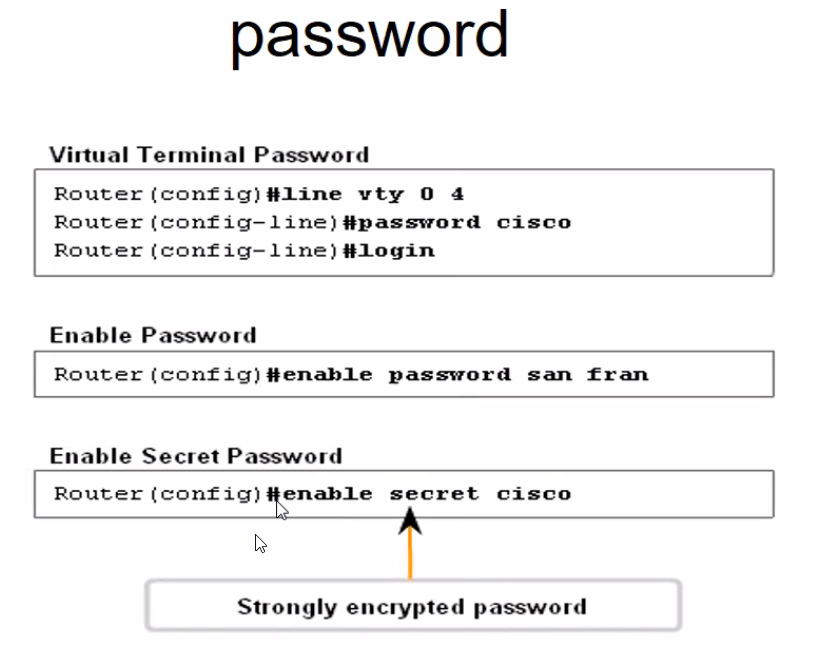 password
Virtual Terminal Password
Router(config)#line vty 0 4
Router(config-line)#password cisco
Router(config-line)#login
Enable Password
Router(config)#enable password san fran
Enable Secret Password
Router(config)#enable secret cisco
Strongly encrypted password